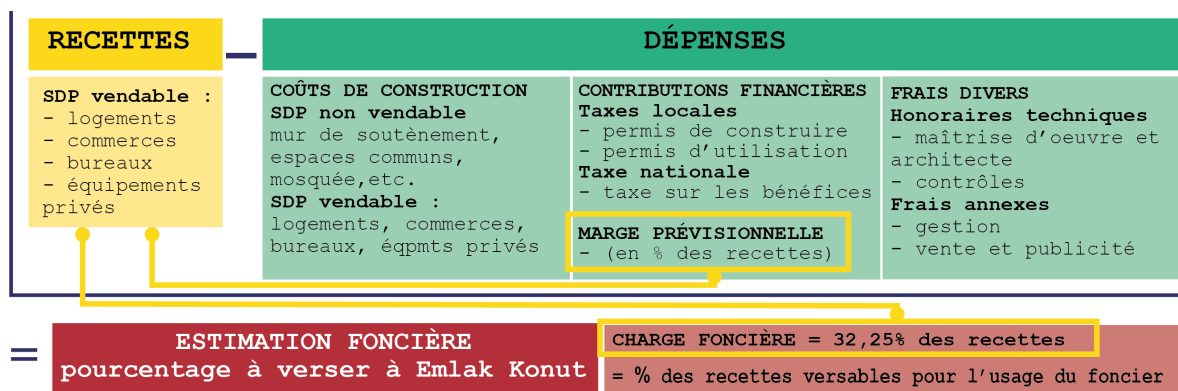 RECETTES
SDP vendable :
- logements
- commerces
- bureaux
- équipements
privés
–
DÉPENSES
COÛTS DE CONSTRUCTION
SDP non vendable
mur de soutènement,
espaces communs,
mosquée,etc.
SDP vendable :
logements, commerces,
bureaux, éqpmts privés
CONTRIBUTIONS FINANCIÈRES
Taxes locales
- permis de construire
- permis d'utilisation
Taxe nationale
- taxe sur les bénéfices
MARGE PRÉVISIONNELLE
- (en % des recettes)
FRAIS DIVERS
Honoraires techniques
- maîtrise d'oeuvre et
architecte
- contrôles
Frais annexes
- gestion
- vente et publicité
=
ESTIMATION FONCIÈRE
pourcentage à verser à Emlak Konut
CHARGE FONCIÈRE = 32,25% des recettes
= % des recettes versables pour l'usage du foncier